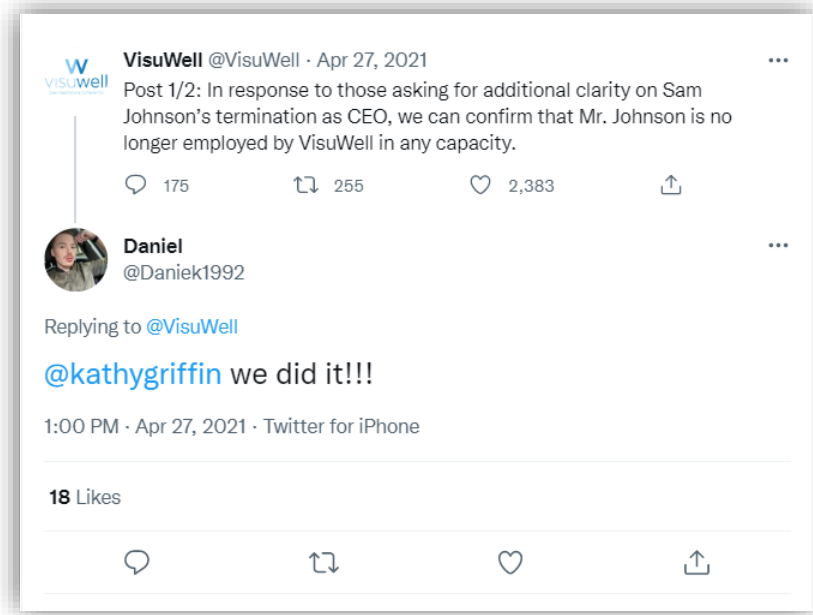 VisuWell @VisuWell · Apr 27, 2021
Post 1/2: In response to those asking for additional clarity on Sam
Johnson’s termination as CEO, we can confirm that Mr. Johnson is no
longer employed by VisuWell in any capacity.
175 255 2,383
visuwell
Daniel
@Daniek1992
Replying to @VisuWell
@kathygriffin we did it!!!
1:00 PM · Apr 27, 2021 · Twitter for iPhone
18 Likes